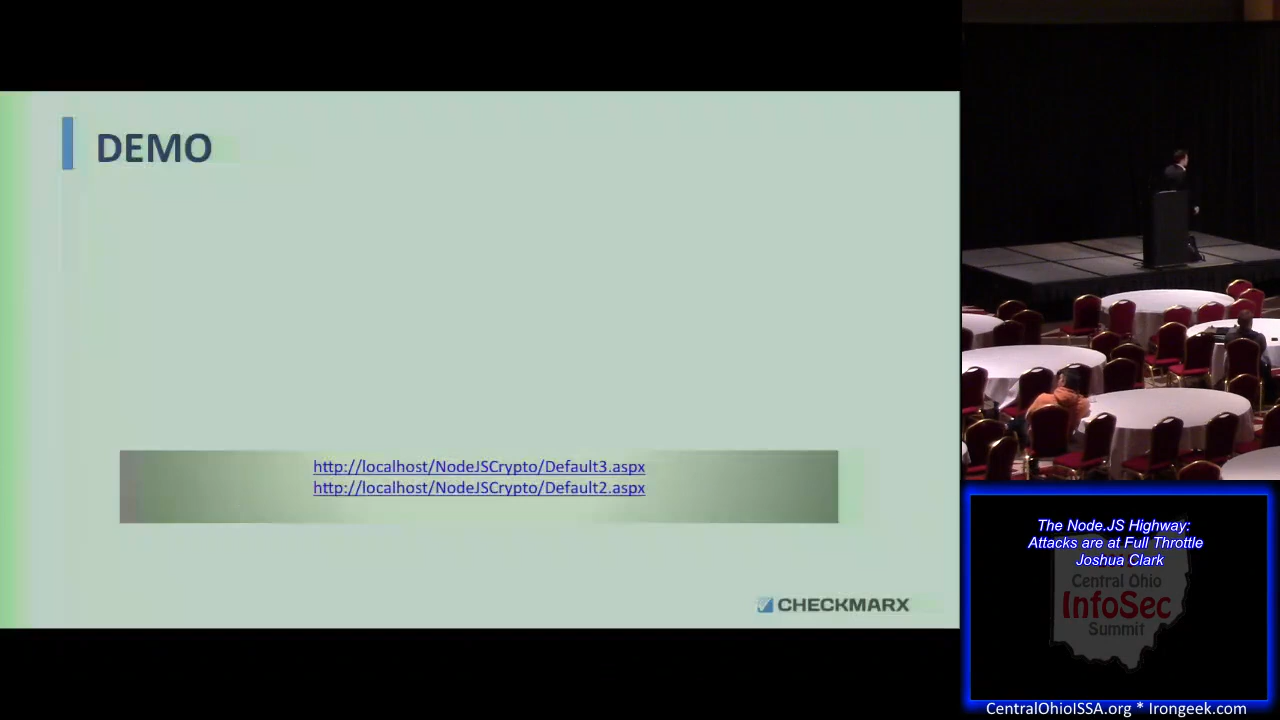 DEMO
http://localhost/NodeJSCrypto/Default3.aspx
http://localhost/NodeJSCrypto/Default2.aspx
CHECKMARX
The Node.JS Highway:
Attacks are at Full Throttle
Joshua Clark
Central Ohio
InfoSec
Summit
CentralOhioISSA.org * Irongeek.com